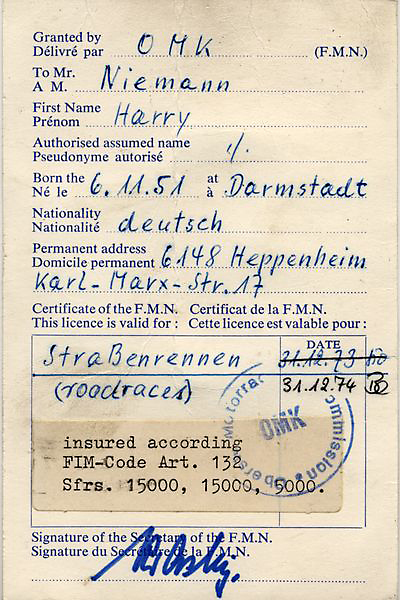 Granted by
Délivré par OMK (F.M.N.)
To Mr.
A M. Niemann
First Name
Prénom Harry
Authorised assumed name
Pseudonyme autorisé ·/.
Born the at
Né le 6.11.51 à Darmstadt
Nationality
Nationalité deutsch
Permanent address
Domicile permanent 6148 Heppenheim
Karl-Marx-Str. 17
Certificate of the F.M.N. Certificat de la F.M.N.
This licence is valid for : Cette licence est valable pour :
DATE
Straßenrennen 31.12.73
(roadraces) 31.12.74
OMK
insured according
FIM-Code Art. 132
Sfrs. 15000, 15000, 5000.
Signature of the Secretary of the F.M.N.
Signature du Secrétaire de la F.M.N.